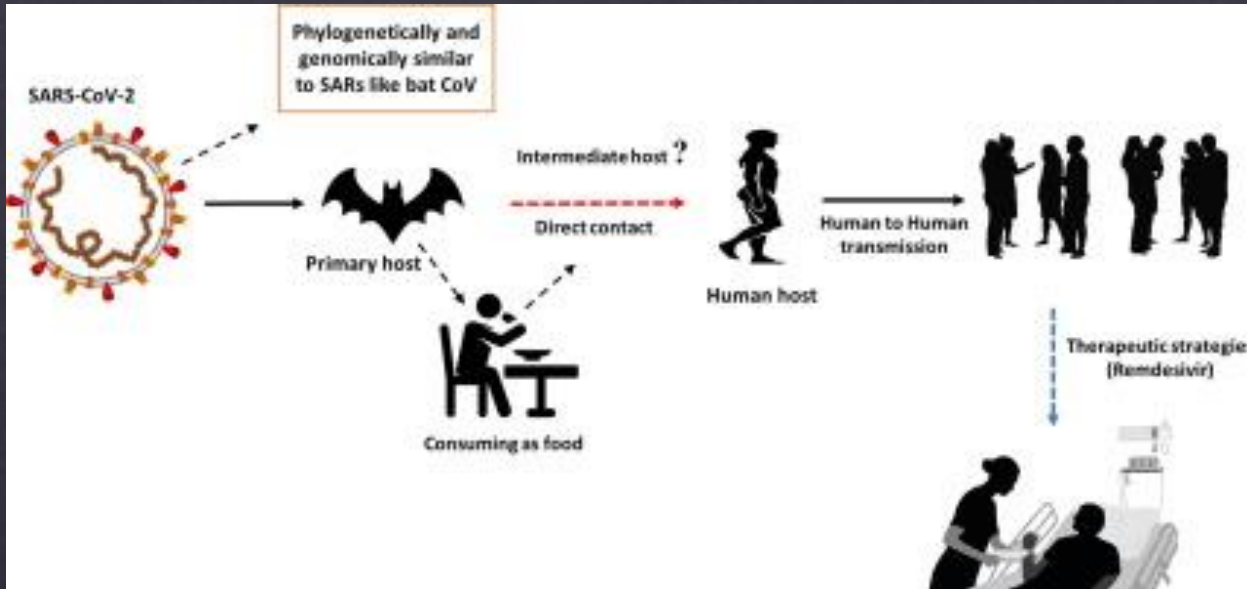 Phylogenetically and
genomically similar
to SARs like bat CoV
SARS-CoV-2
Intermediate host ?
Direct contact
Primary host
Human host
Human to Human
transmission
Consuming as food
Therapeutic strategie
(Remdesivir)